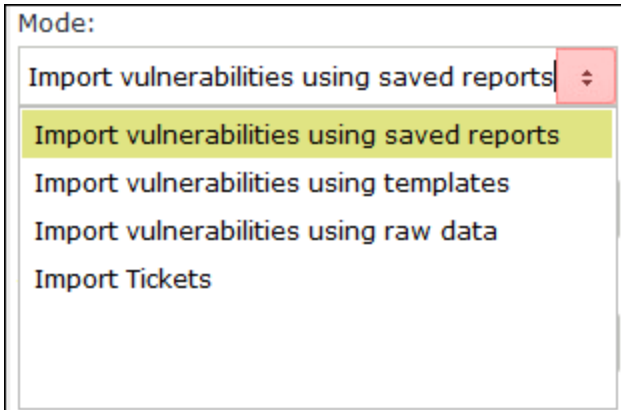 Mode:
Import vulnerabilities using saved reports
Import vulnerabilities using saved reports
Import vulnerabilities using templates
Import vulnerabilities using raw data
Import Tickets